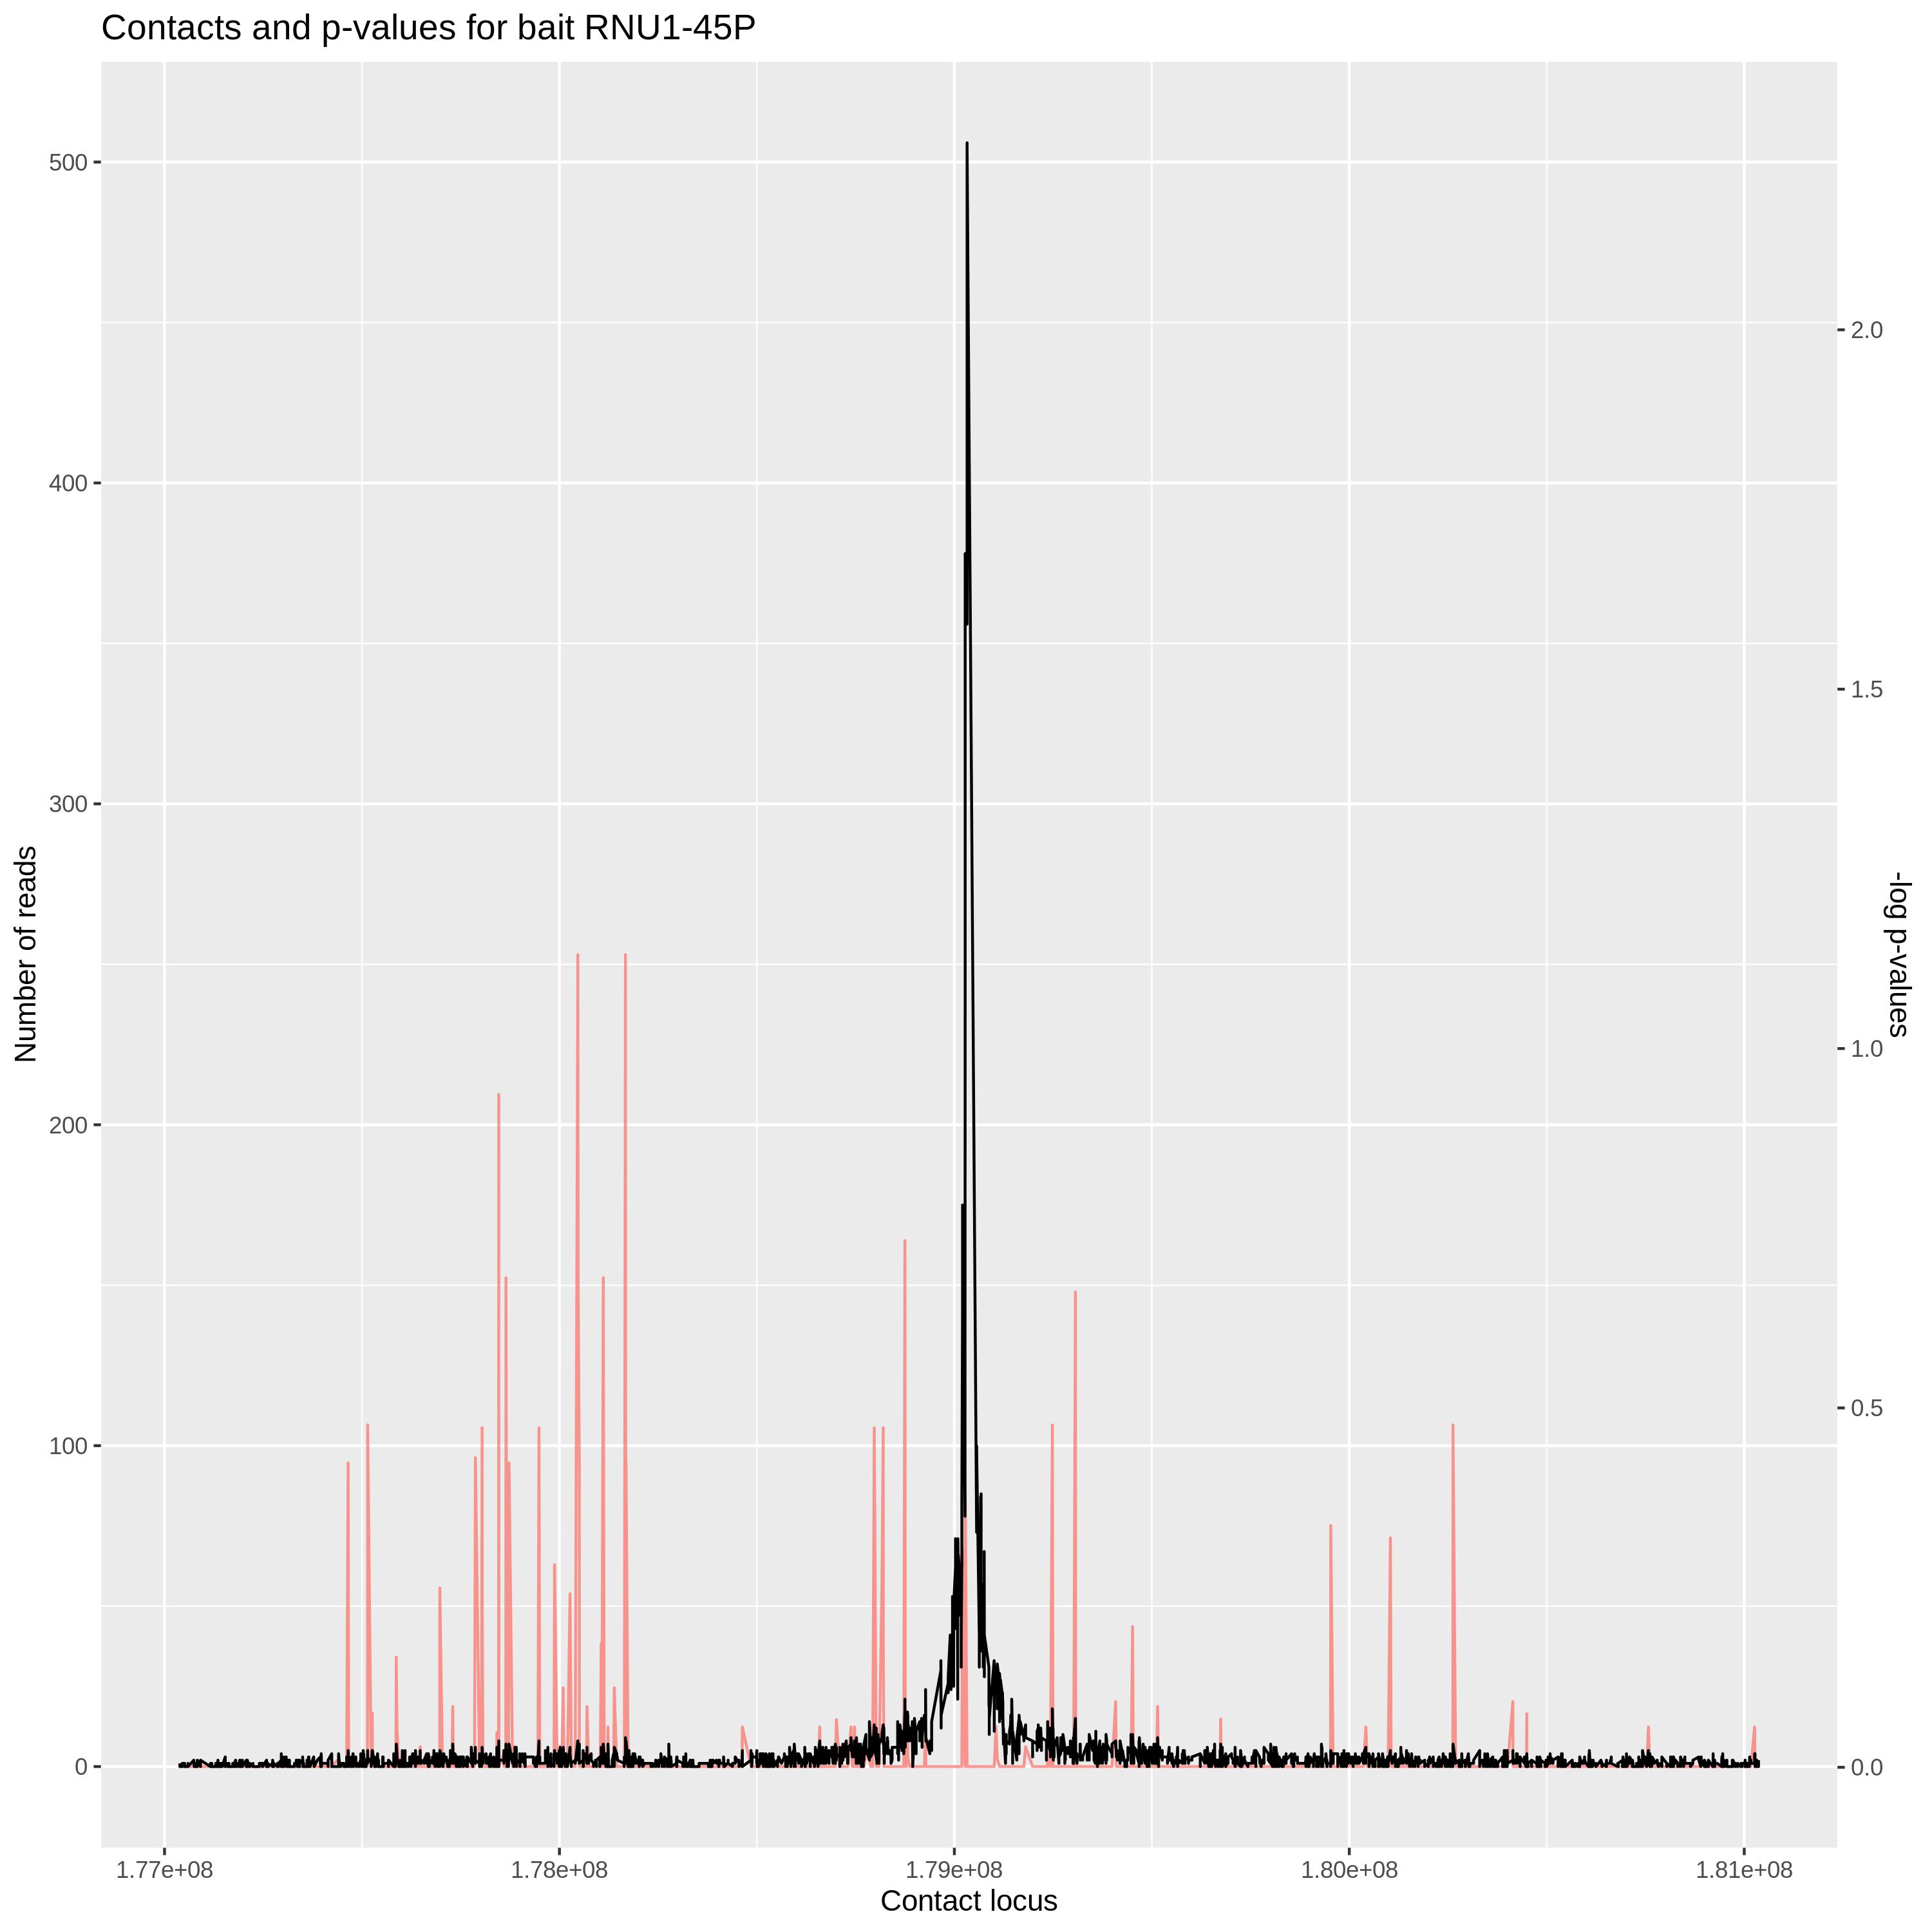 Contacts and p-values for bait RNU1-45P
500
400
300
200
100
0
Number of reads
2.0
1.5
1.0
0.5
0.0
-log p-values
1.77e+08
1.78e+08
1.79e+08
1.80e+08
1.81e+08
Contact locus